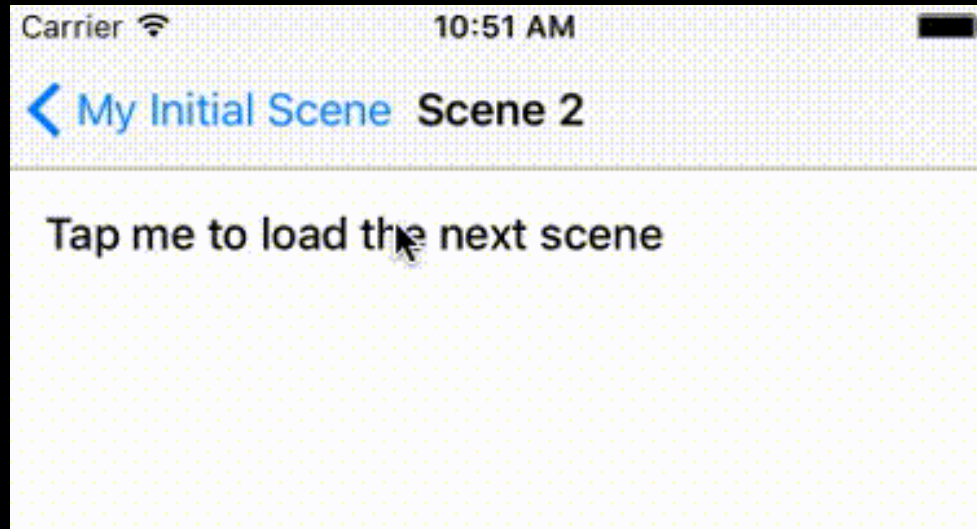 Carrier 10:51 AM
My Initial Scene Scene 2
Tap me to load the next scene